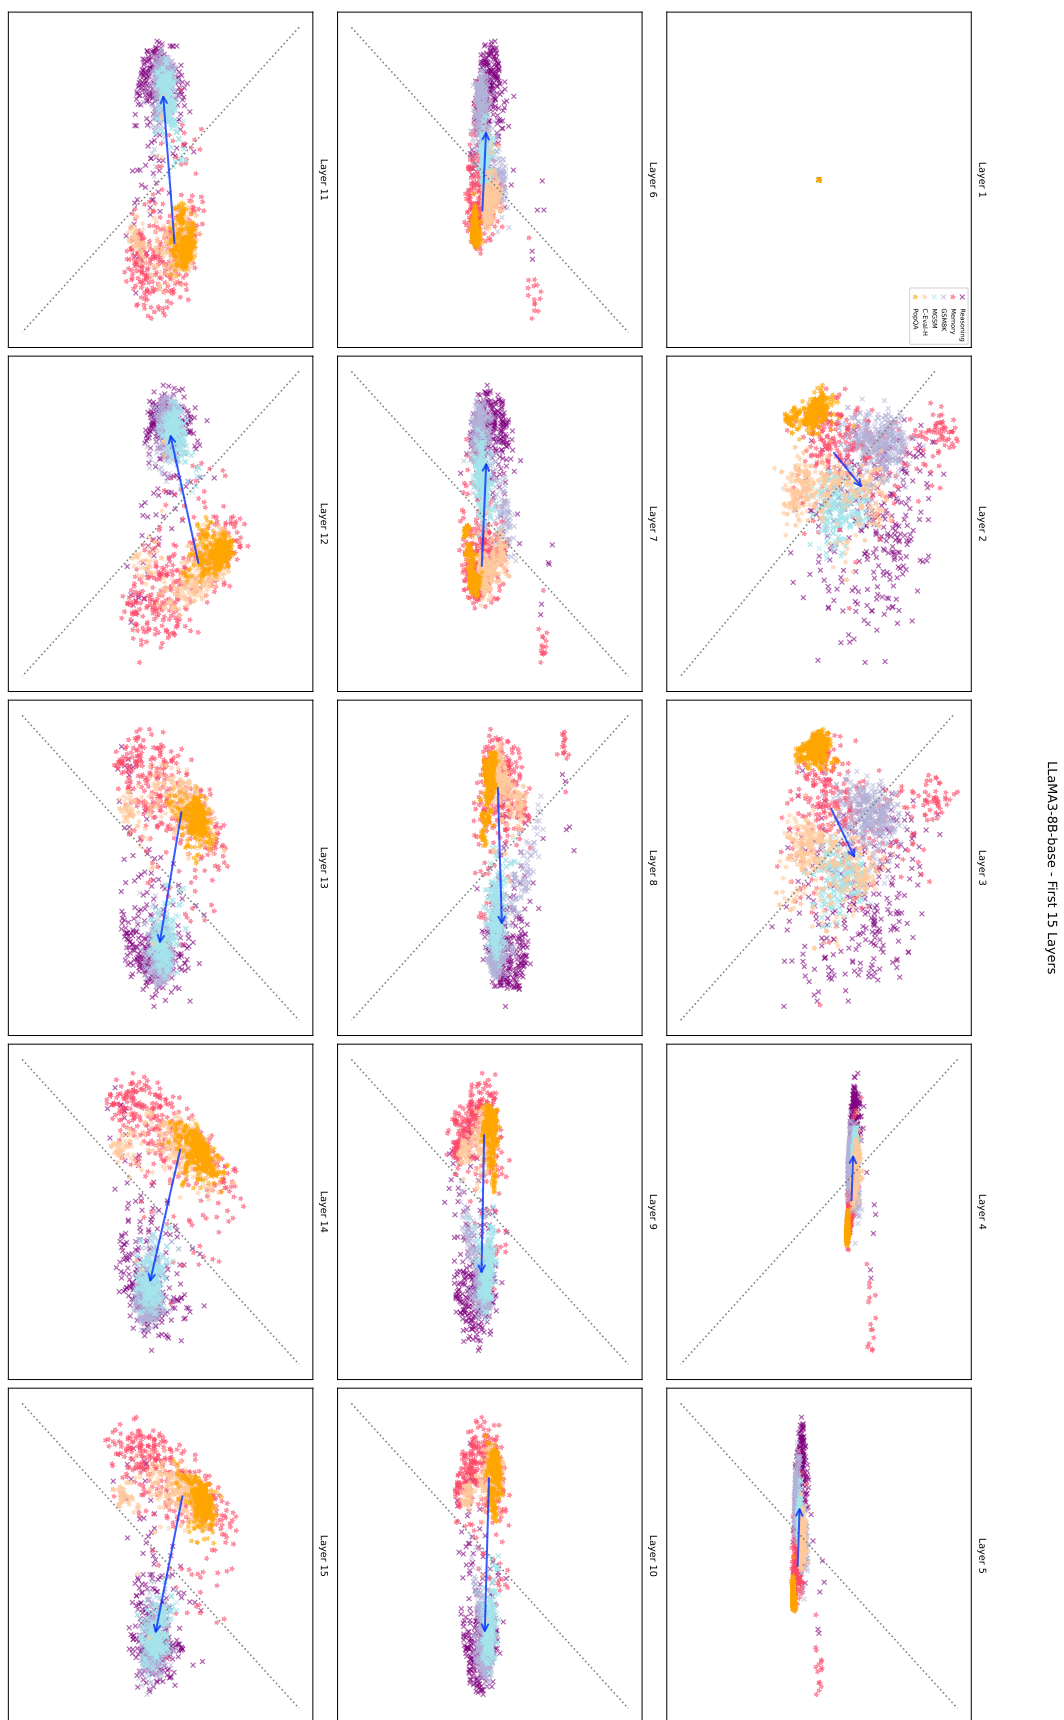 LLaMA3-8B-base - First 15 Layers
Layer 1
Reasoning
Memory
GSM8K
MGSM
C-Eval-H
PopQA
Layer 2
Layer 3
Layer 4
Layer 5
Layer 6
Layer 7
Layer 8
Layer 9
Layer 10
Layer 11
Layer 12
Layer 13
Layer 14
Layer 15